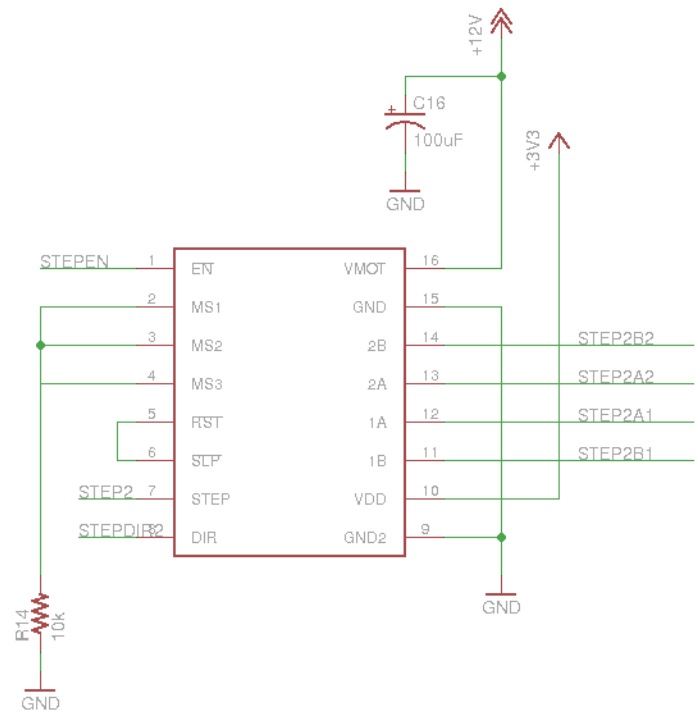 +12V
C16
+
100uF
+3V3
GND
STEPEN 1 EN VMOT 16
2 MS1 GND 15
3 MS2 2B 14 STEP2B2
4 MS3 2A 13 STEP2A2
5 RST 1A 12 STEP2A1
6 SLP 1B 11 STEP2B1
STEP2 7 STEP VDD 10
STEPDIR2 8 DIR GND2 9
GND
R14
10k
GND